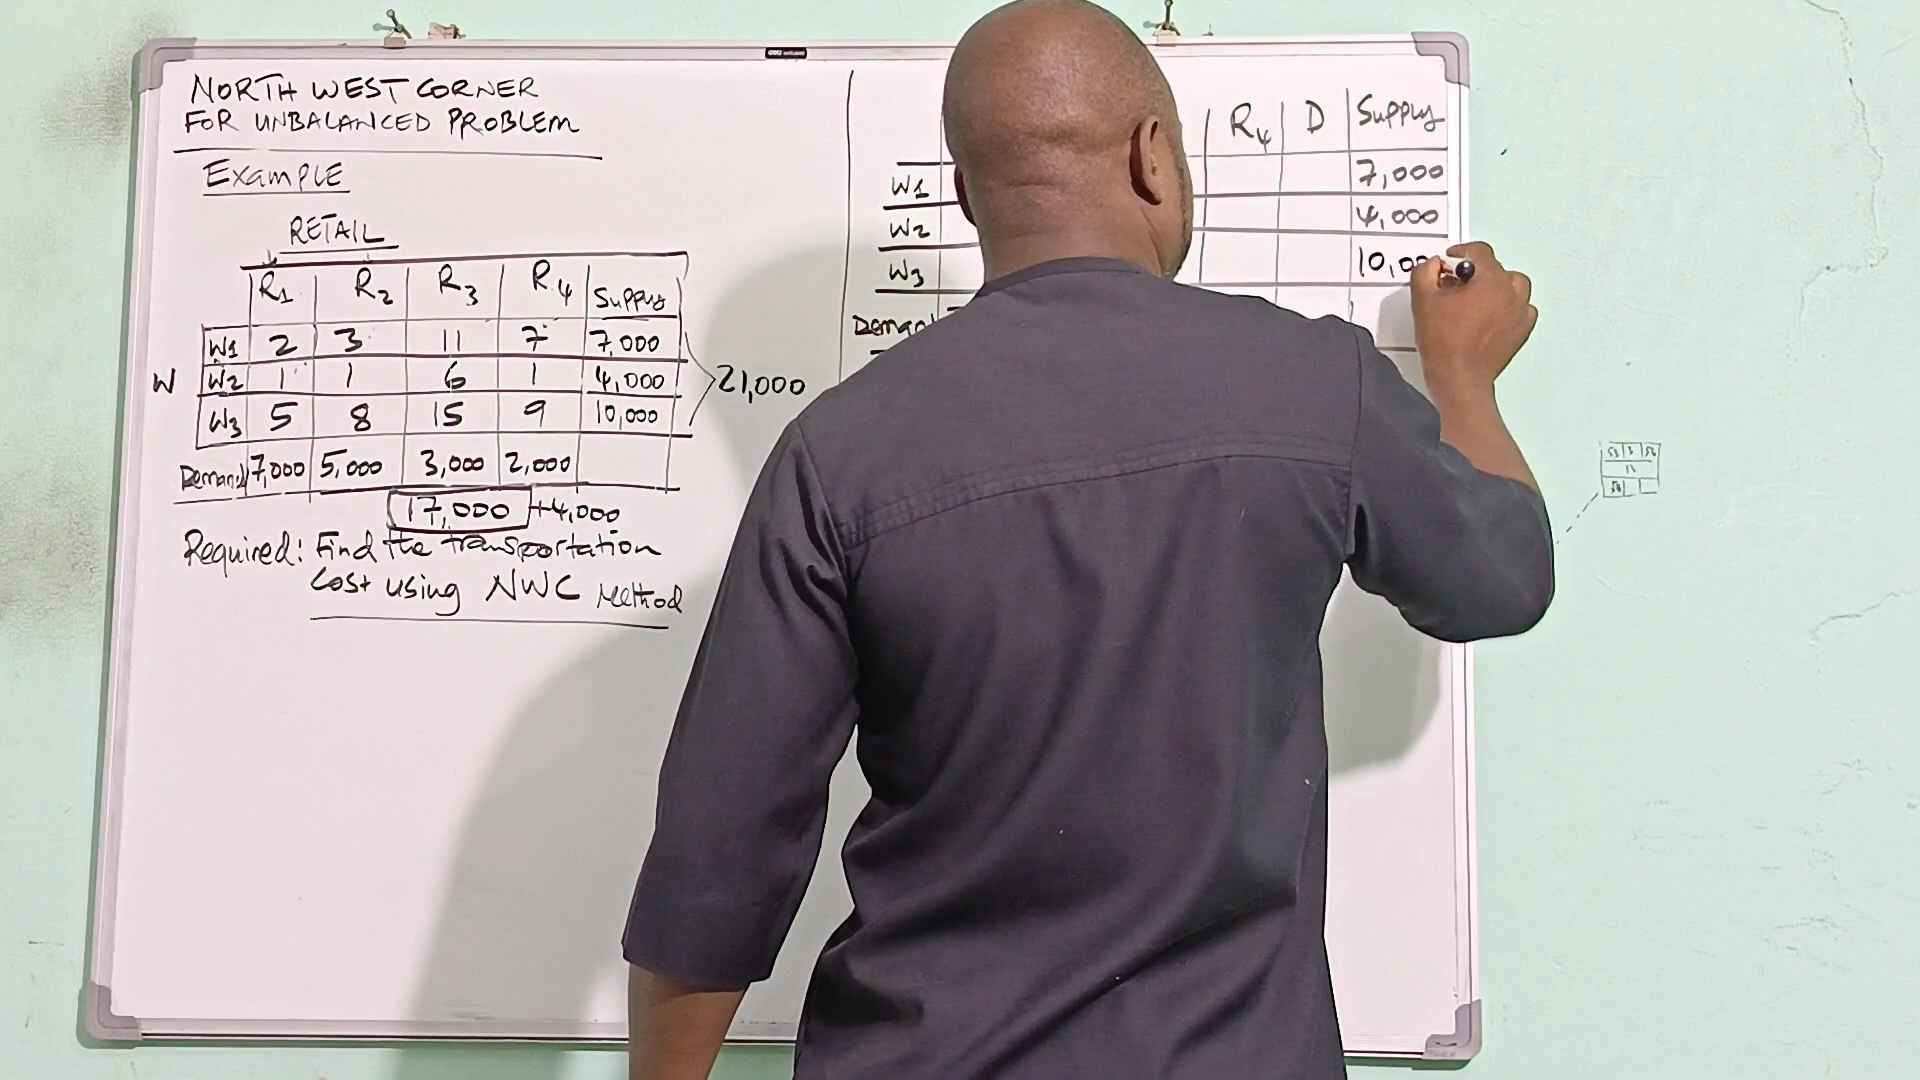 NORTH WEST CORNER
FOR UNBALANCED PROBLEM
Example
RETAIL
R1 R2 R3 R4 Supply
W1 2 3 11 7 7,000
W W2 1 1 6 1 4,000 21,000
W3 5 8 15 9 10,000
Demand 7,000 5,000 3,000 2,000
17,000 +4,000
Required: Find the transportation
Cost using NWC Method
R4 D Supply
W1 7,000
W2 4,000
W3 10,00